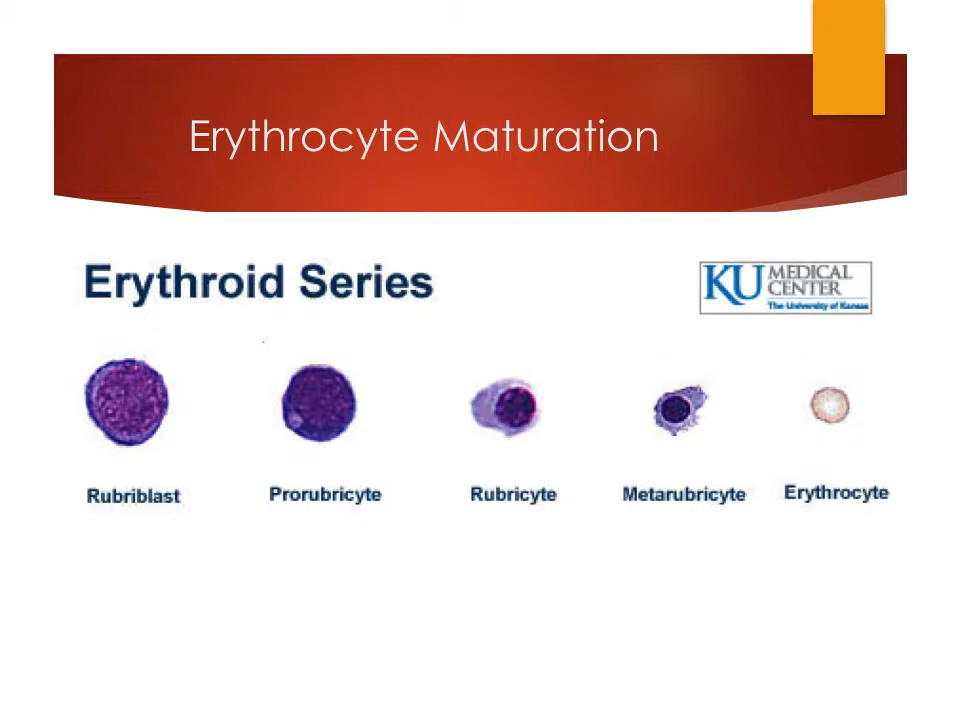 Erythrocyte Maturation
Erythroid Series
KU MEDICAL
CENTER
The University of Kansas
Rubriblast
Prorubricyte
Rubricyte
Metarubricyte
Erythrocyte